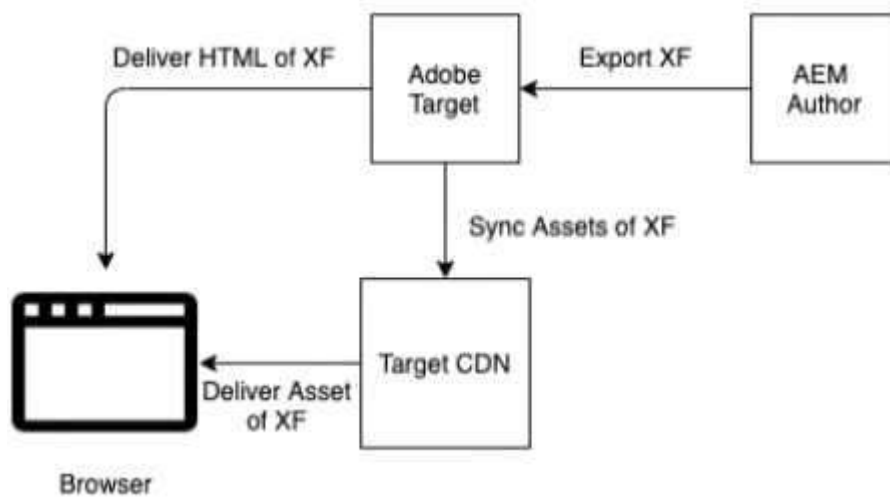 Deliver HTML of XF
Adobe
Target
Export XF
AEM
Author
Sync Assets of XF
Target CDN
Deliver Asset
of XF
Browser